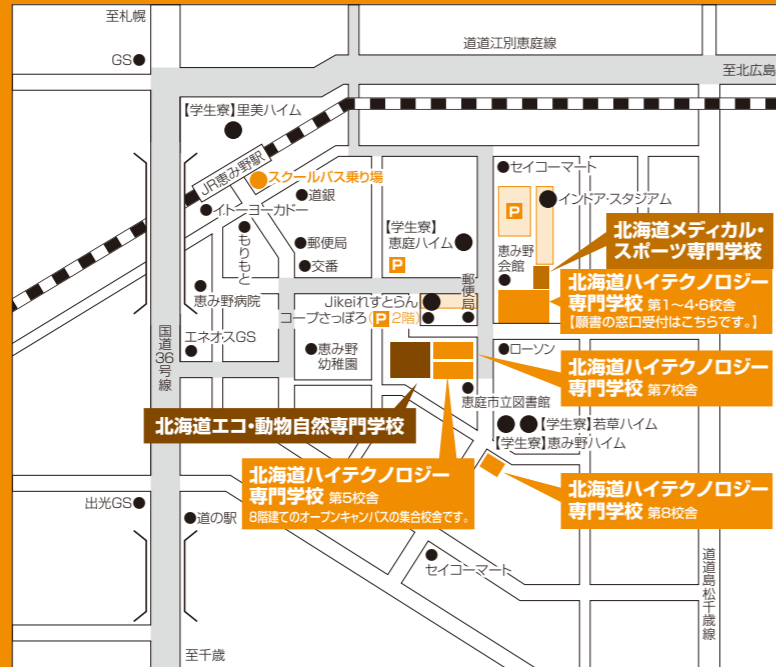 至札幌
GS
道道江別恵庭線
至北広島
【学生寮】里美ハイム
JR恵み野駅
スクールバス乗り場
セイコーマート
道銀
イトーヨーカドー
P
インドア・スタジアム
【学生寮】
恵庭ハイム
もりもと
郵便局
交番
P
恵み野
会館
北海道メディカル・
スポーツ専門学校
北海道ハイテクノロジー
専門学校 第1〜4・6校舎
【願書の窓口受付はこちらです。】
恵み野病院
郵便局
Jikeiれすとらん
コープさっぽろ(P2階)
国道36号線
エネオスGS
恵み野
幼稚園
ローソン
北海道ハイテクノロジー
専門学校 第7校舎
恵庭市立図書館
北海道エコ・動物自然専門学校
【学生寮】若草ハイム
【学生寮】恵み野ハイム
北海道ハイテクノロジー
専門学校 第5校舎
8階建てのオープンキャンパスの集合校舎です。
北海道ハイテクノロジー
専門学校 第8校舎
出光GS
道の駅
セイコーマート
道道島松千歳線
至千歳